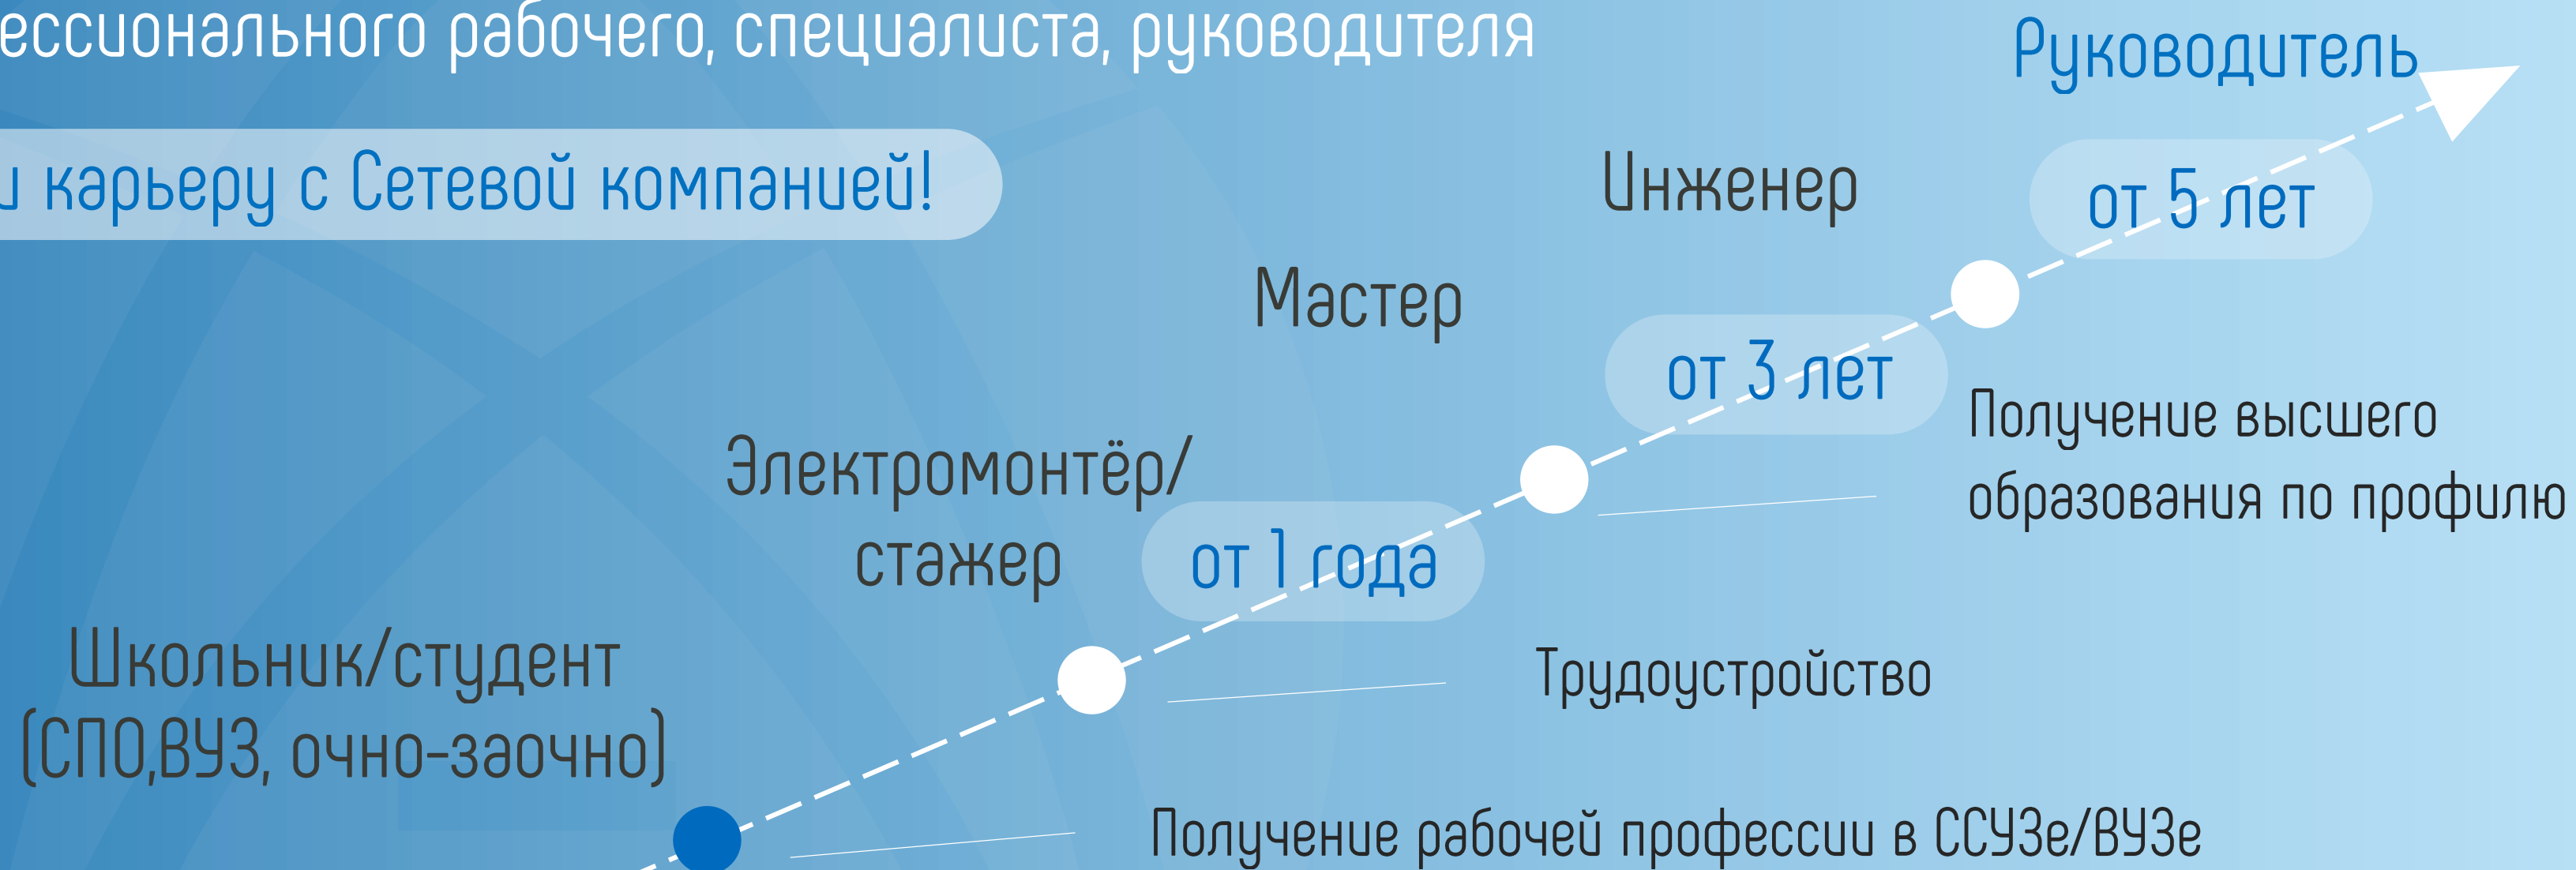 ессионального рабочего, специалиста, руководителя
и карьеру с Сетевой компанией!
Руководитель
от 5 лет
Инженер
Мастер
от 3 лет
Получение высшего
образования по профилю
Электромонтёр/
стажер
от 1 года
Трудоустройство
Школьник/студент
(СПО,ВУЗ, очно-заочно)
Получение рабочей профессии в ССУЗе/ВУЗе